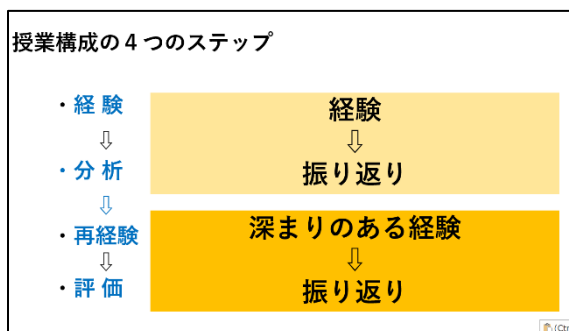 授業構成の４つのステップ
・経 験
⇩
・分 析
⇩
・再経験
⇩
・評 価
経験
⇩
振り返り
深まりのある経験
⇩
振り返り
(Ctr